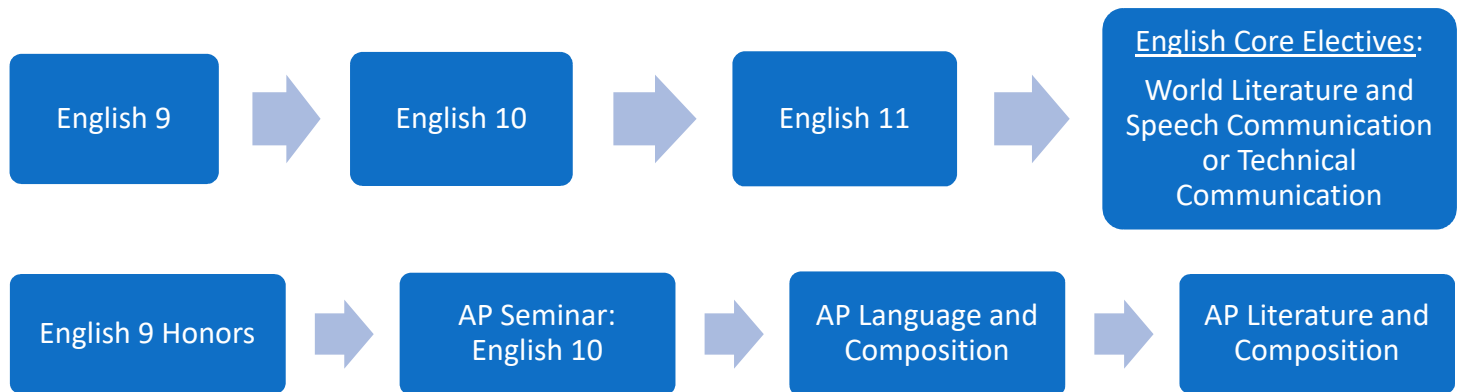 English 9
English 10
English 11
English Core Electives:
World Literature and
Speech Communication
or Technical
Communication
English 9 Honors
AP Seminar:
English 10
AP Language and
Composition
AP Literature and
Composition